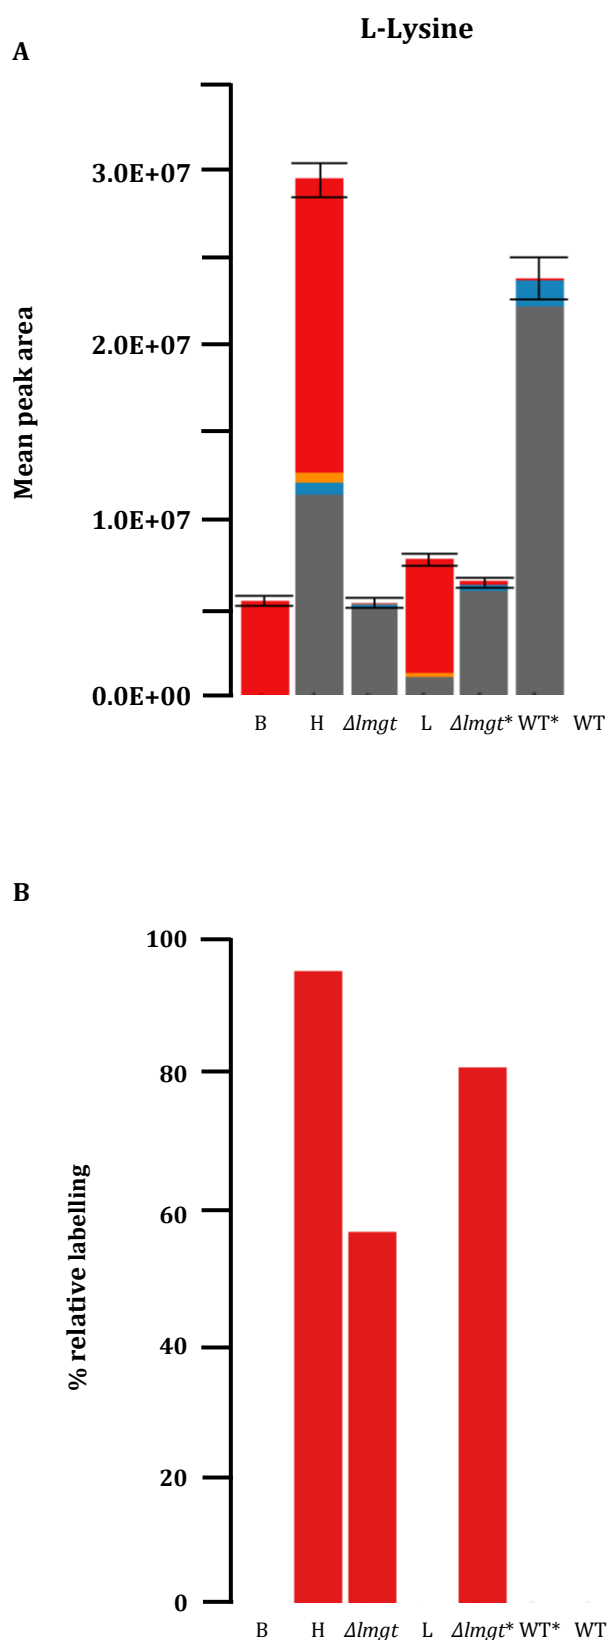 L-Lysine
A
Mean peak area
3.0E+07
2.0E+07
1.0E+07
0.0E+00
B H Δlmgt L Δlmgt* WT* WT
B
% relative labelling
100
80
60
40
20
0
B H Δlmgt L Δlmgt* WT* WT